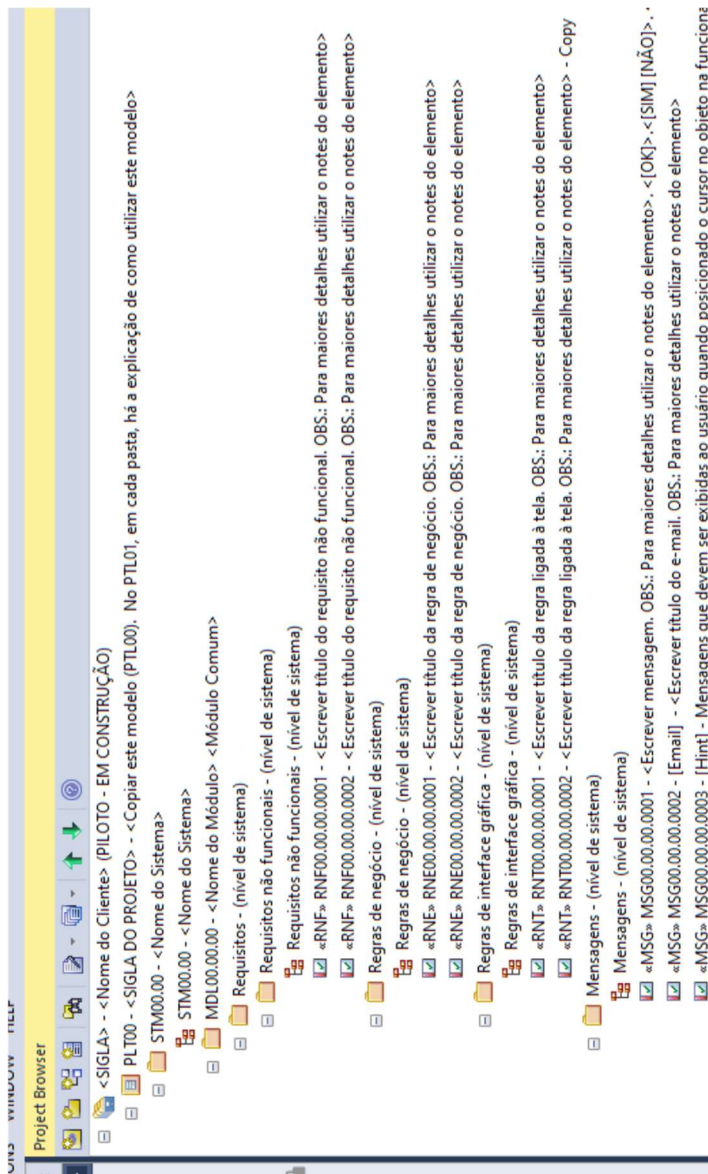 ONS WINDOW HELP
Project Browser
<SIGLA> - <Nome do Cliente> (PILOTO - EM CONSTRUÇÃO)
PLT00 - <SIGLA DO PROJETO> - <Copiar este modelo (PTL00). No PTL01, em cada pasta, há a explicação de como utilizar este modelo>
STM00.00 - <Nome do Sistema>
STM00.00 - <Nome do Sistema>
MDL00.00.00 - <Nome do Módulo> <Módulo Comum>
Requisitos - (nível de sistema)
Requisitos não funcionais - (nível de sistema)
Requisitos não funcionais - (nível de sistema)
«RNF» RNF00.00.00.0001 - <Escrever título do requisito não funcional. OBS.: Para maiores detalhes utilizar o notes do elemento>
«RNF» RNF00.00.00.0002 - <Escrever título do requisito não funcional. OBS.: Para maiores detalhes utilizar o notes do elemento>
Regras de negócio - (nível de sistema)
Regras de negócio - (nível de sistema)
«RNE» RNE00.00.00.0001 - <Escrever título da regra de negócio. OBS.: Para maiores detalhes utilizar o notes do elemento>
«RNE» RNE00.00.00.0002 - <Escrever título da regra de negócio. OBS.: Para maiores detalhes utilizar o notes do elemento>
Regras de interface gráfica - (nível de sistema)
Regras de interface gráfica - (nível de sistema)
«RNT» RNT00.00.00.0001 - <Escrever título da regra ligada à tela. OBS.: Para maiores detalhes utilizar o notes do elemento>
«RNT» RNT00.00.00.0002 - <Escrever título da regra ligada à tela. OBS.: Para maiores detalhes utilizar o notes do elemento> - Copy
Mensagens - (nível de sistema)
Mensagens - (nível de sistema)
«MSG» MSG00.00.00.0001 - <Escrever mensagem. OBS.: Para maiores detalhes utilizar o notes do elemento>. <[OK]>.<[SIM] [NÃO]>.
«MSG» MSG00.00.00.0002 - [Email] - <Escrever título do e-mail. OBS.: Para maiores detalhes utilizar o notes do elemento>
«MSG» MSG00.00.00.0003 - [Hint] - Mensagens que devem ser exibidas ao usuário quando posicionado o cursor no objeto na funciona